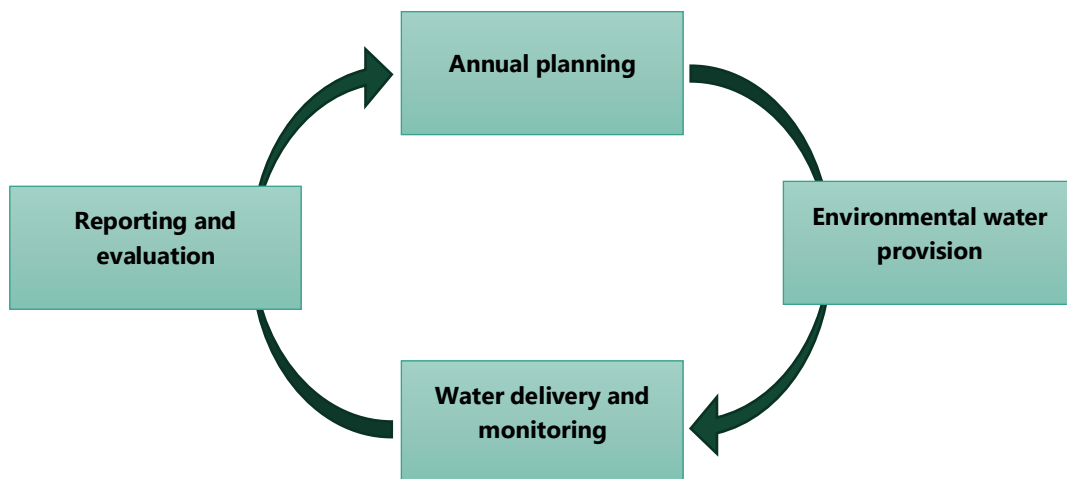 Annual planning
Environmental water
provision
Water delivery and
monitoring
Reporting and
evaluation